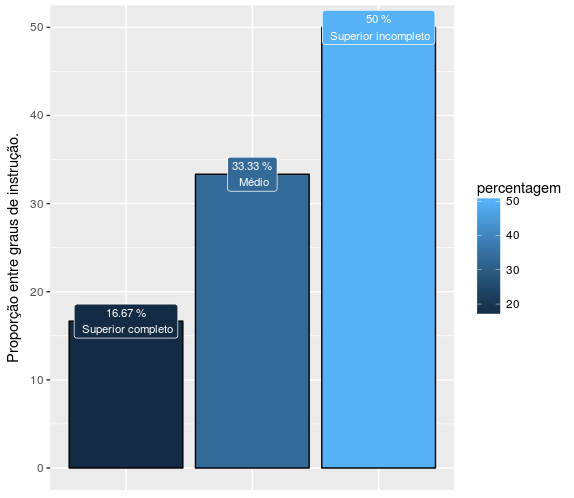 Proporção entre graus de instrução.
50
40
30
20
10
0
16.67 %
Superior completo
33.33 %
Médio
50 %
Superior incompleto
percentagem
50
40
30
20